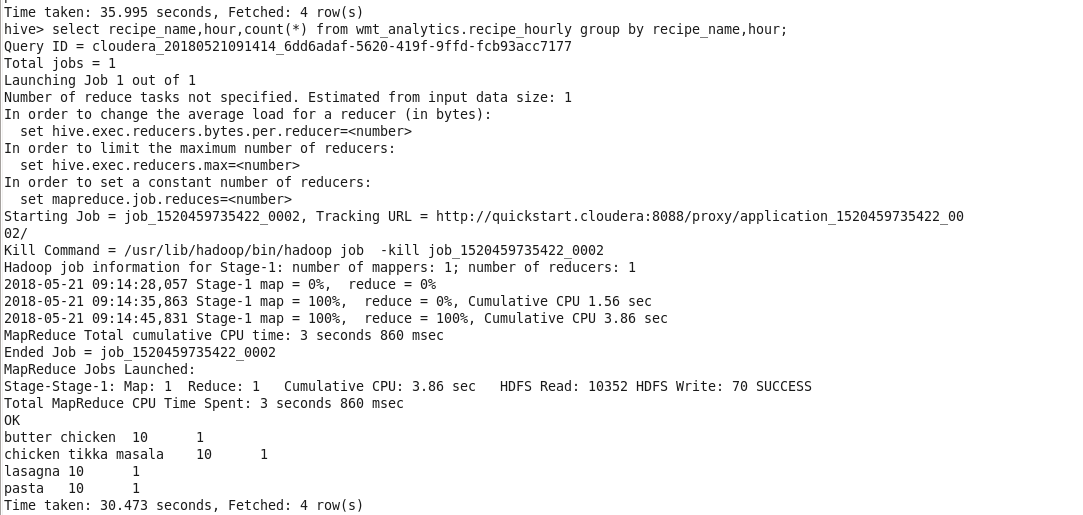 Time taken: 35.995 seconds, Fetched: 4 row(s)
hive> select recipe_name,hour,count(*) from wmt_analytics.recipe_hourly group by recipe_name,hour;
Query ID = cloudera_20180521091414_6dd6adaf-5620-419f-9ffd-fcb93acc7177
Total jobs = 1
Launching Job 1 out of 1
Number of reduce tasks not specified. Estimated from input data size: 1
In order to change the average load for a reducer (in bytes):
  set hive.exec.reducers.bytes.per.reducer=<number>
In order to limit the maximum number of reducers:
  set hive.exec.reducers.max=<number>
In order to set a constant number of reducers:
  set mapreduce.job.reduces=<number>
Starting Job = job_1520459735422_0002, Tracking URL = http://quickstart.cloudera:8088/proxy/application_1520459735422_00
02/
Kill Command = /usr/lib/hadoop/bin/hadoop job  -kill job_1520459735422_0002
Hadoop job information for Stage-1: number of mappers: 1; number of reducers: 1
2018-05-21 09:14:28,057 Stage-1 map = 0%,  reduce = 0%
2018-05-21 09:14:35,863 Stage-1 map = 100%,  reduce = 0%, Cumulative CPU 1.56 sec
2018-05-21 09:14:45,831 Stage-1 map = 100%,  reduce = 100%, Cumulative CPU 3.86 sec
MapReduce Total cumulative CPU time: 3 seconds 860 msec
Ended Job = job_1520459735422_0002
MapReduce Jobs Launched:
Stage-Stage-1: Map: 1  Reduce: 1   Cumulative CPU: 3.86 sec   HDFS Read: 10352 HDFS Write: 70 SUCCESS
Total MapReduce CPU Time Spent: 3 seconds 860 msec
OK
butter chicken  10      1
chicken tikka masala    10      1
lasagna 10      1
pasta   10      1
Time taken: 30.473 seconds, Fetched: 4 row(s)